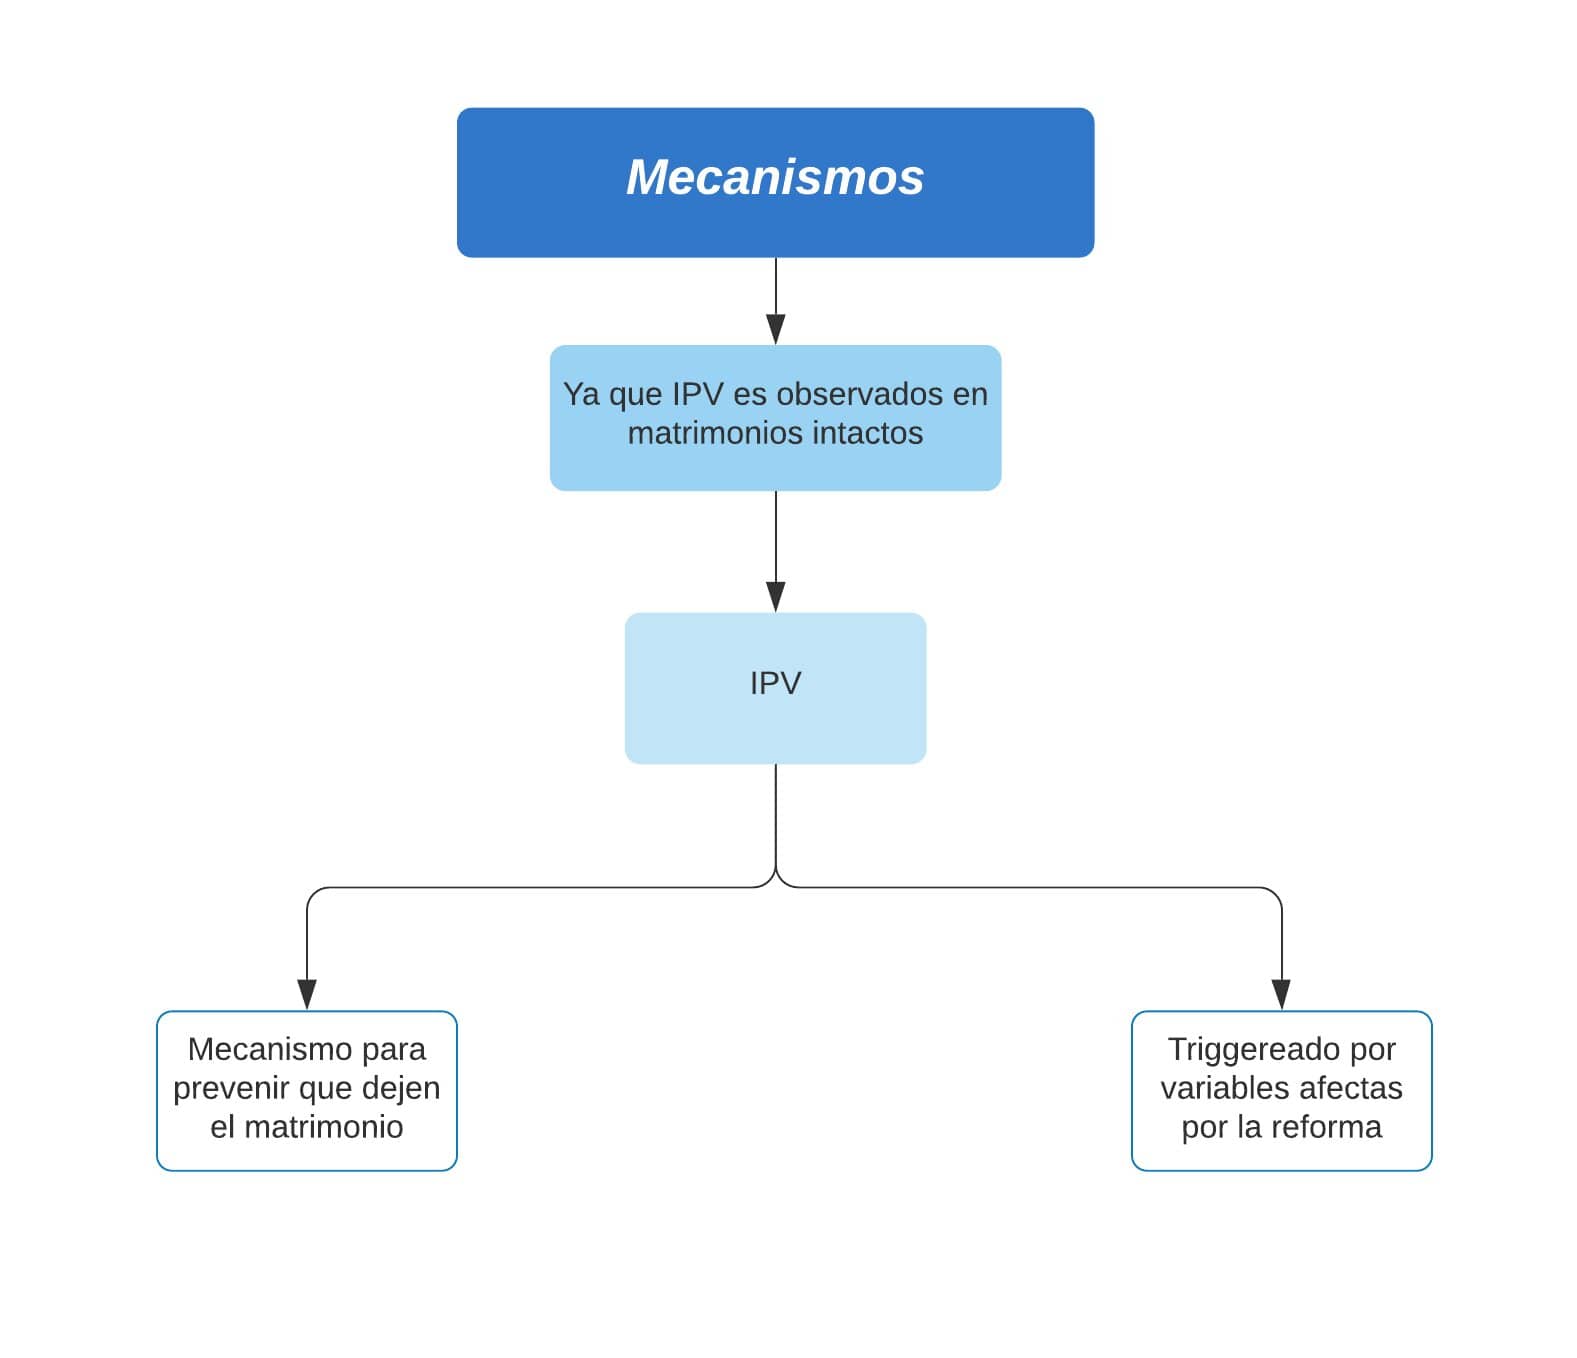 Mecanismos
Ya que IPV es observados en
matrimonios intactos
IPV
Mecanismo para
prevenir que dejen
el matrimonio
Triggereado por
variables afectas
por la reforma